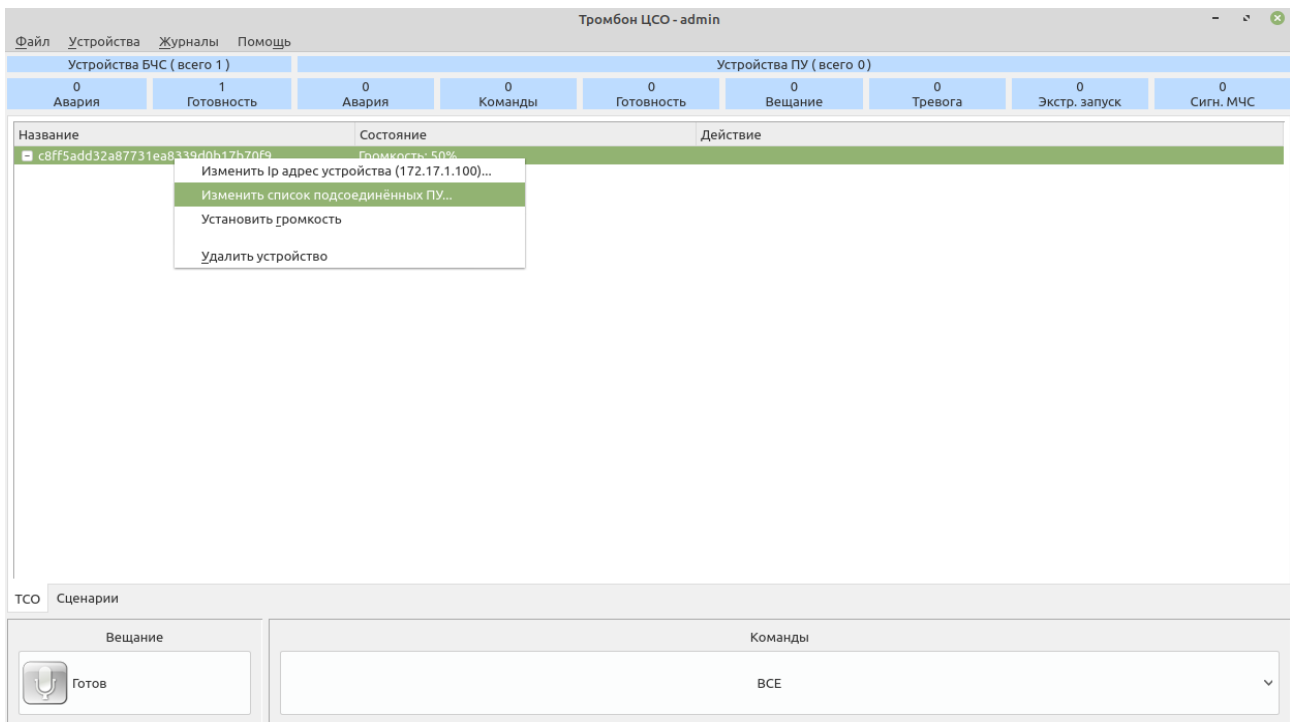 Тромбон ЦСО - admin
Файл Устройства Журналы Помощь
Устройства БЧС ( всего 1 ) Устройства ПУ ( всего 0 )
0 1 0 0 0 0 0 0 0
Авария Готовность Авария Команды Готовность Вещание Тревога Экстр. запуск Сигн. МЧС
Название Состояние Действие
c8ff5add32a87731ea8339d0b17b70f9 Громкость: 50%
Изменить Ip адрес устройства (172.17.1.100)...
Изменить список подсоединённых ПУ...
Установить громкость
Удалить устройство
ТСО Сценарии
Вещание Команды
Готов ВСЕ